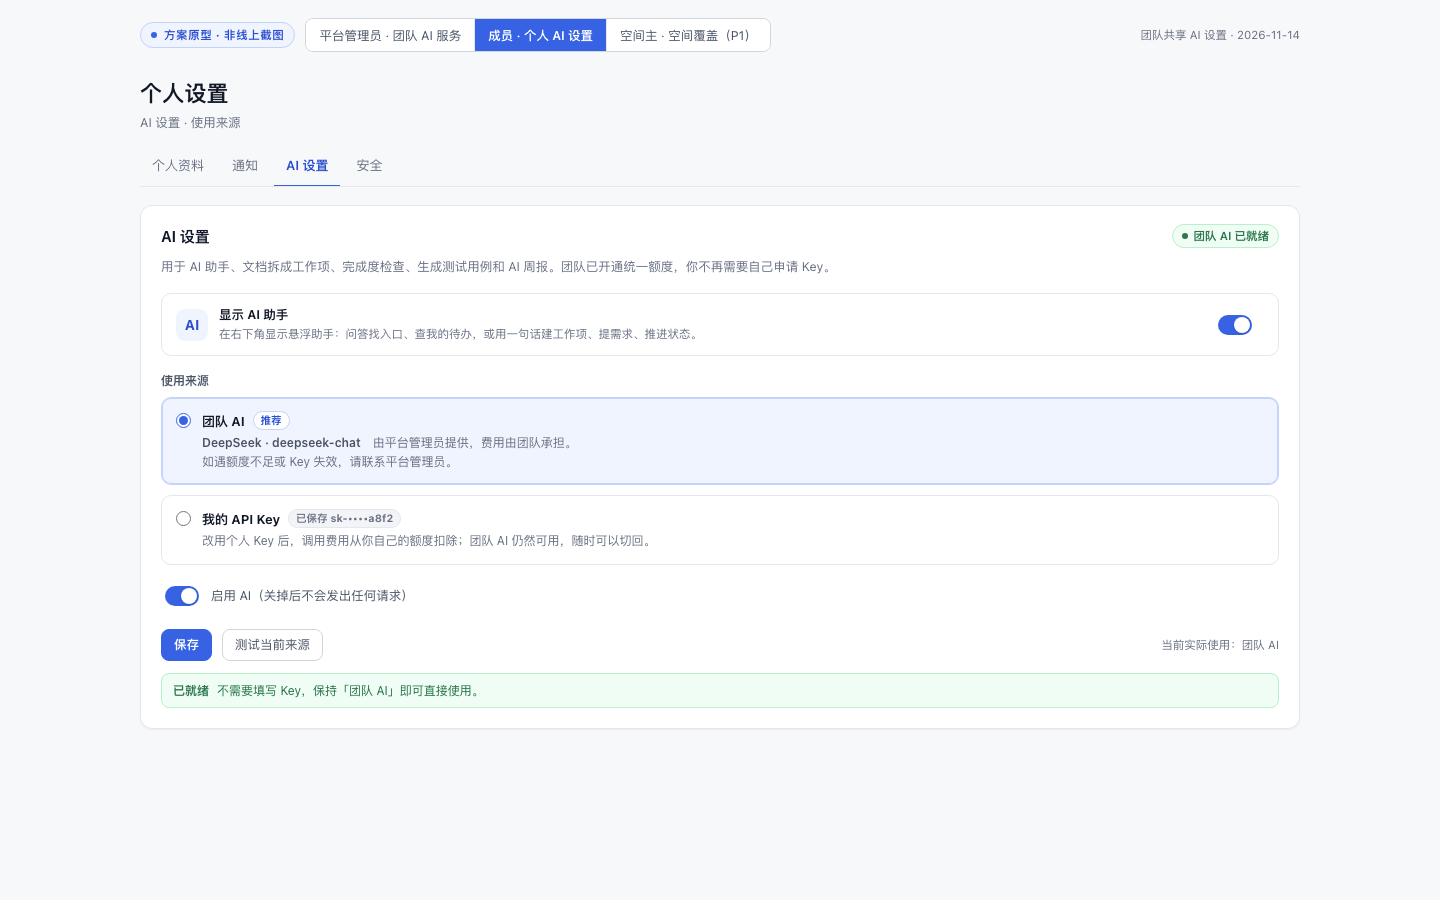 方案原型 · 非线上截图
平台管理员 · 团队 AI 服务
成员 · 个人 AI 设置
空间主 · 空间覆盖（P1）
团队共享 AI 设置 · 2026-11-14
个人设置
AI 设置 · 使用来源
个人资料
通知
AI 设置
安全
AI 设置
团队 AI 已就绪
用于 AI 助手、文档拆成工作项、完成度检查、生成测试用例和 AI 周报。团队已开通统一额度，你不再需要自己申请 Key。
AI
显示 AI 助手
在右下角显示悬浮助手：问答找入口、查我的待办，或用一句话建工作项、提需求、推进状态。
使用来源
团队 AI 推荐
DeepSeek · deepseek-chat 由平台管理员提供，费用由团队承担。
如遇额度不足或 Key 失效，请联系平台管理员。
我的 API Key 已保存 sk-••••a8f2
改用个人 Key 后，调用费用从你自己的额度扣除；团队 AI 仍然可用，随时可以切回。
启用 AI（关掉后不会发出任何请求）
保存
测试当前来源
当前实际使用：团队 AI
已就绪 不需要填写 Key，保持「团队 AI」即可直接使用。